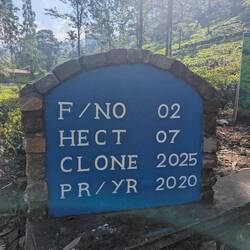 F/NO 02
HECT 07
CLONE 2025
PR/YR 2020